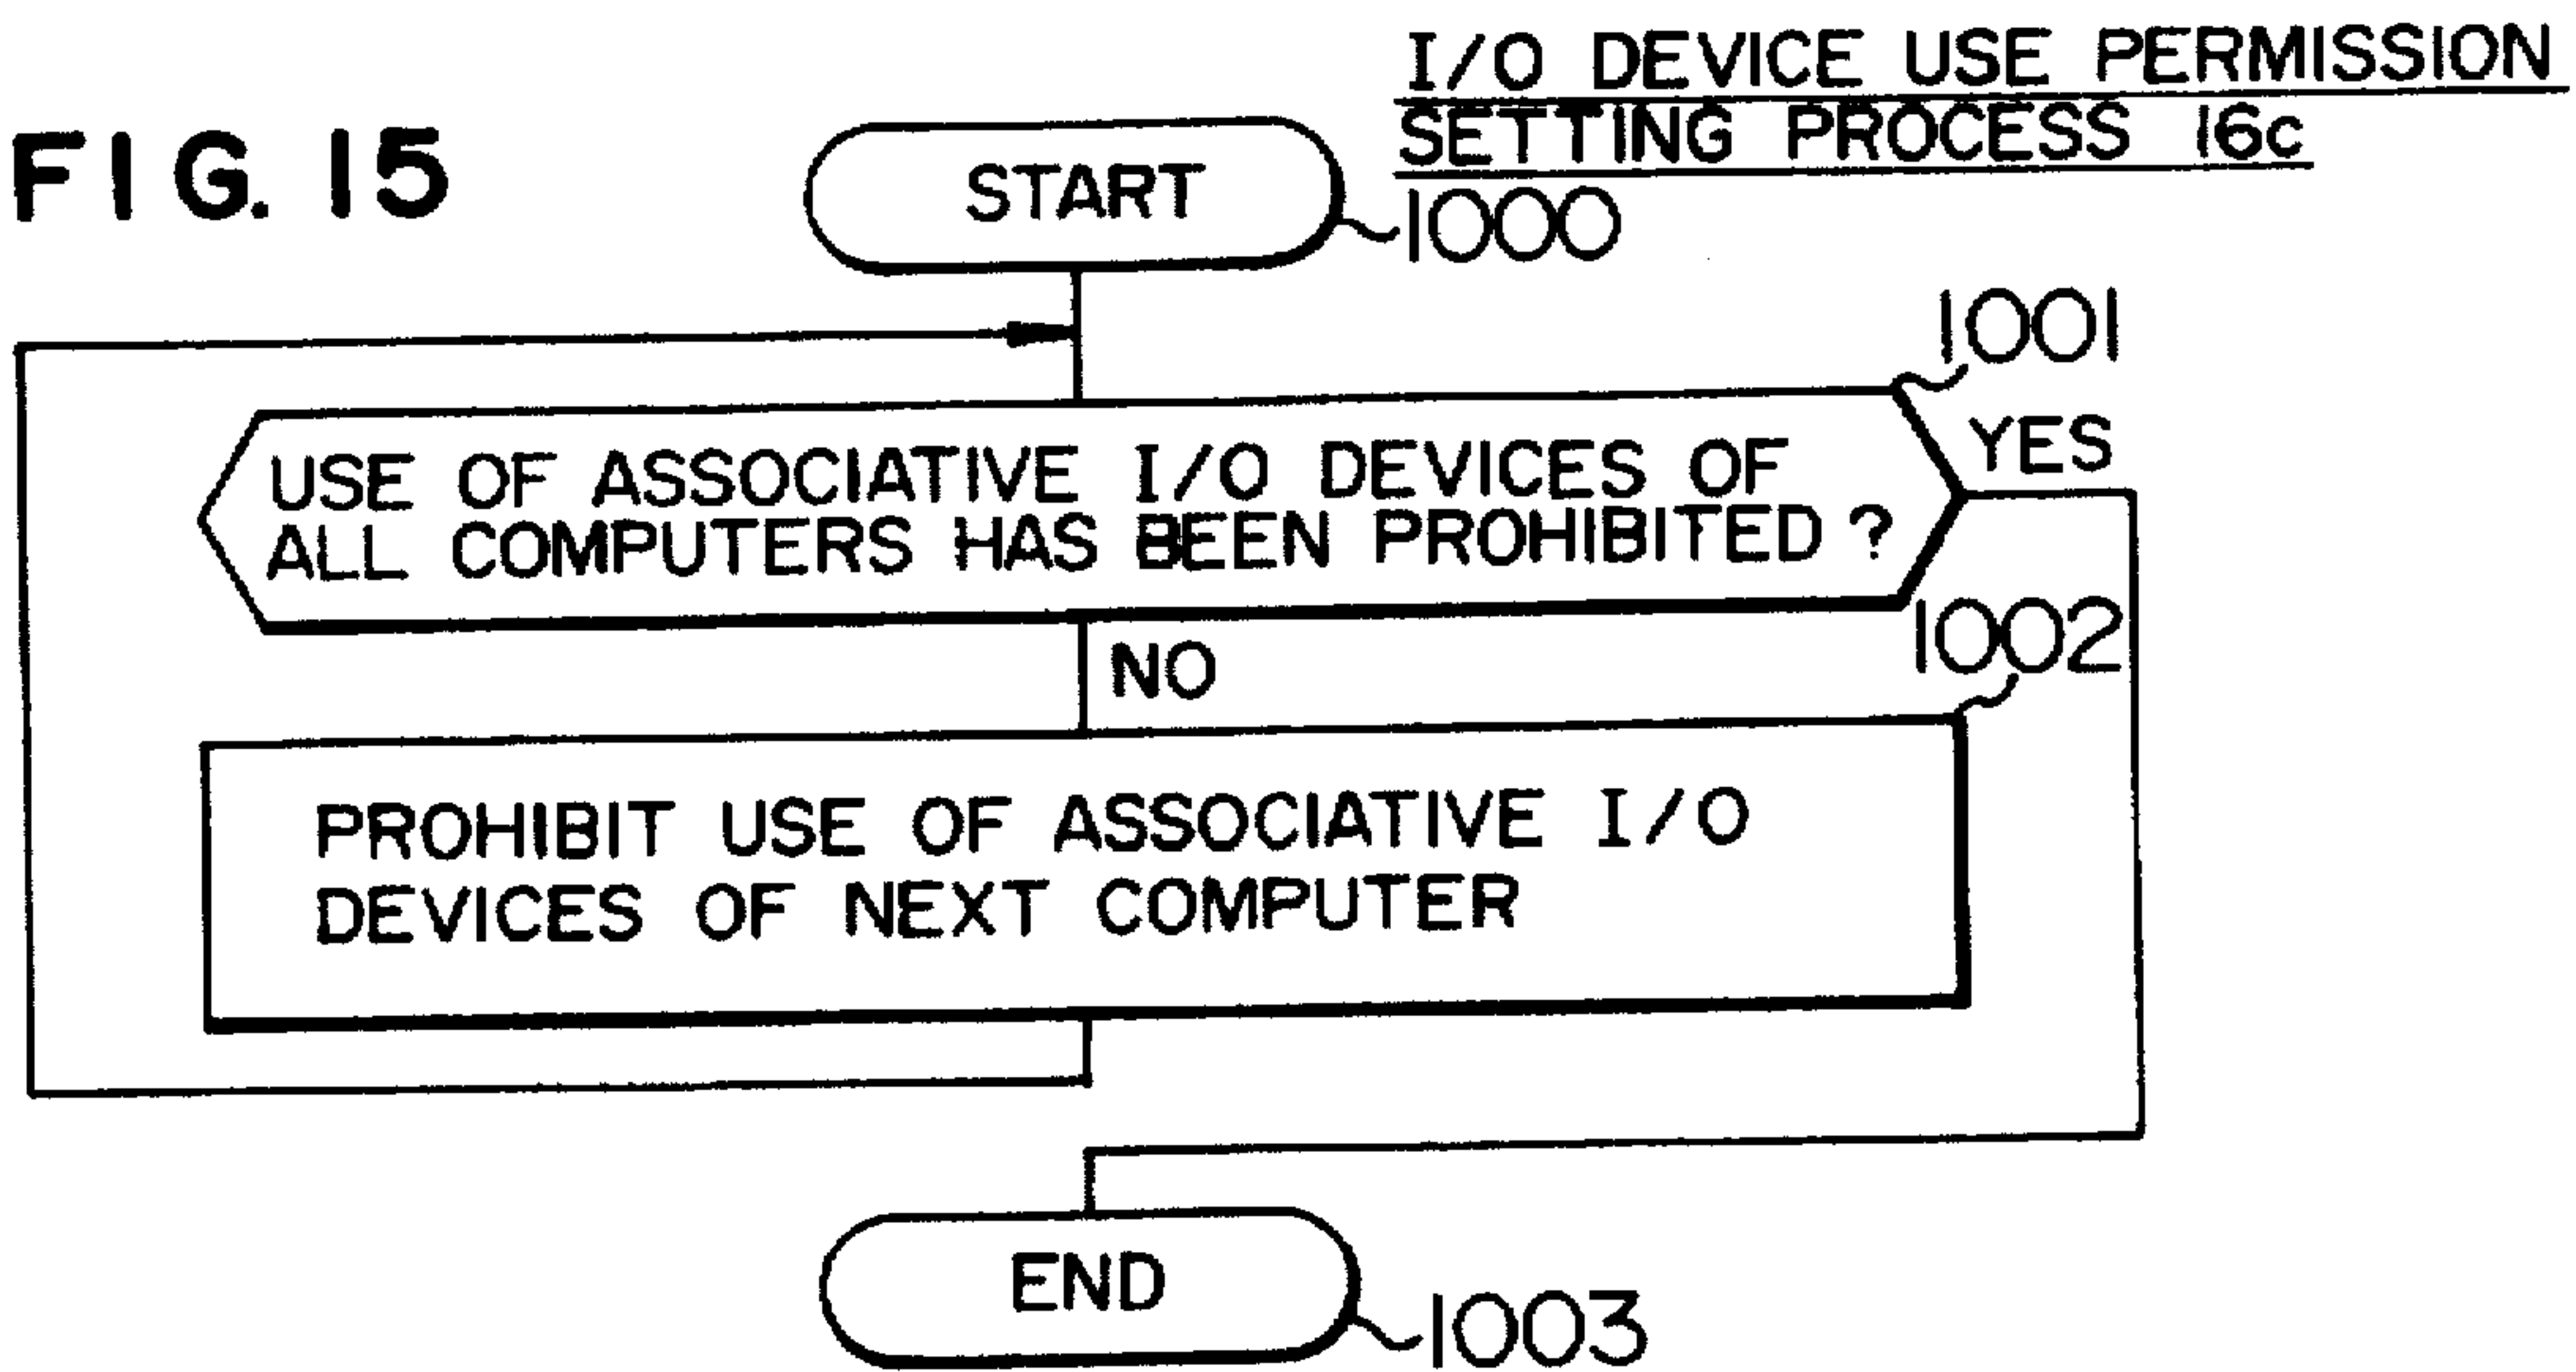 I/O DEVICE USE PERMISSION
SETTING PROCESS 16c
FIG. 15
START
1000
1001
USE OF ASSOCIATIVE I/O DEVICES OF
ALL COMPUTERS HAS BEEN PROHIBITED ?
YES
NO
1002
PROHIBIT USE OF ASSOCIATIVE I/O
DEVICES OF NEXT COMPUTER
END
1003